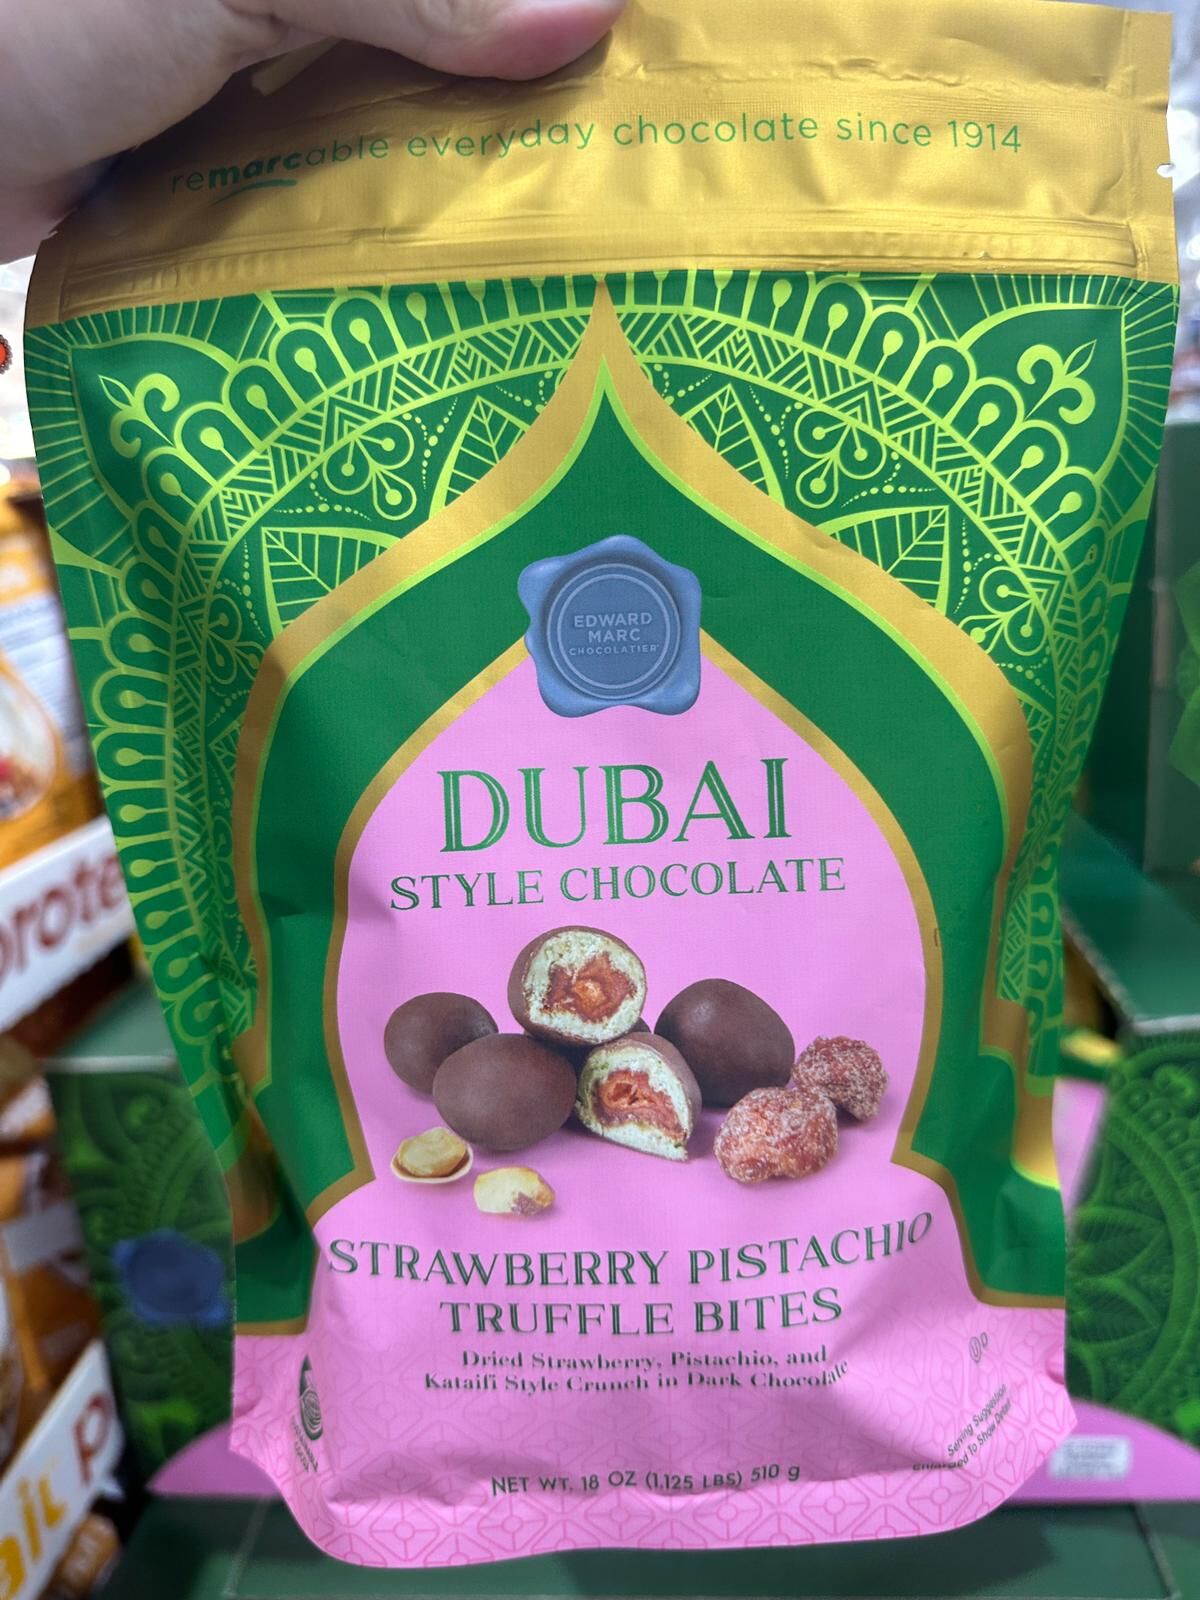 remarcable everyday chocolate since 1914
EDWARD
MARC
CHOCOLATIER
DUBAI
STYLE CHOCOLATE
STRAWBERRY PISTACHIO
TRUFFLE BITES
Dried Strawberry, Pistachio, and
Kataifi Style Crunch in Dark Chocolate
U D
Serving Suggestion
Enlarged To Show Detail
COCOA
NET WT. 18 OZ (1.125 LBS) 510 g
prote